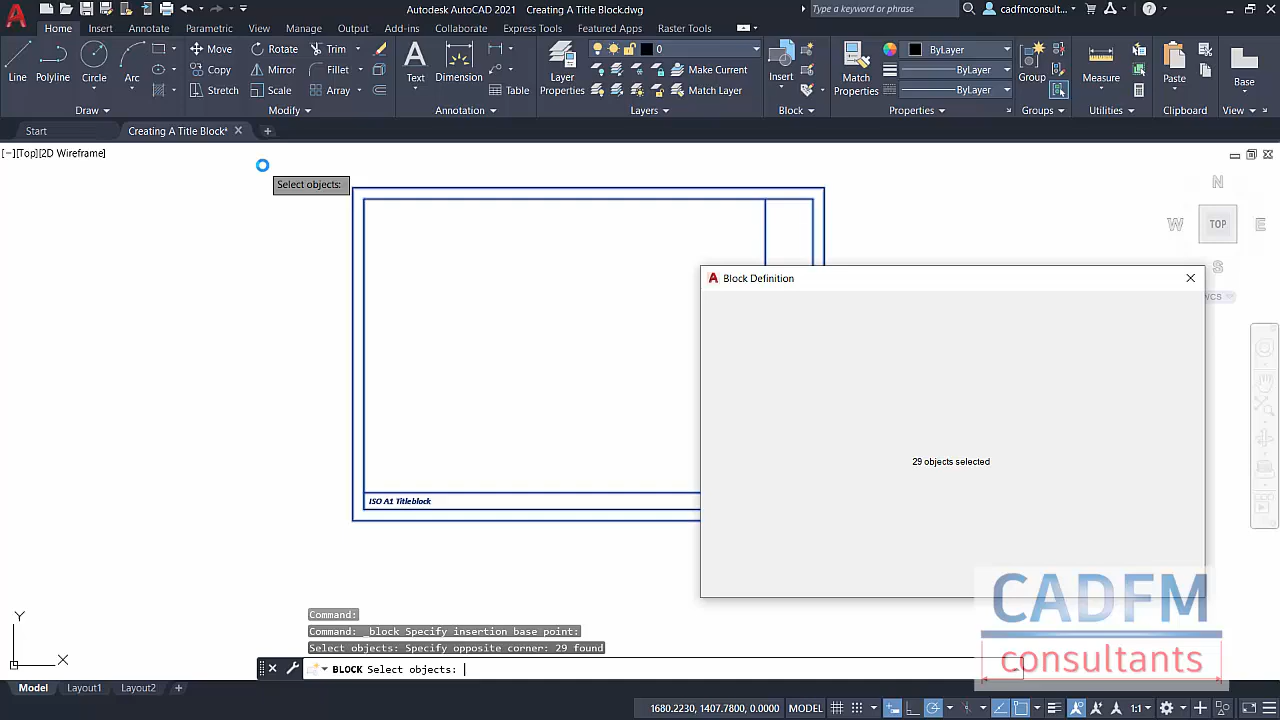 Autodesk AutoCAD 2021 Creating A Title Block.dwg
Type a keyword or phrase
cadfmconsult...
Home Insert Annotate Parametric View Manage Output Add-ins Collaborate Express Tools Featured Apps Raster Tools
Line Polyline Circle Arc
Move Rotate Trim
Copy Mirror Fillet
Stretch Scale Array
Text Dimension Table
Layer Properties
0
Make Current
Match Layer
Insert
Match Properties
ByLayer
ByLayer
ByLayer
Group Measure Paste Base
Draw Modify Annotation Layers Block Properties Groups Utilities Clipboard View
Start Creating A Title Block*
[−][Top][2D Wireframe]
Select objects:
N
W TOP E
S
WCS
Block Definition
29 objects selected
ISO A1 Titleblock
Y
X
Command:
Command: _block Specify insertion base point:
Select objects: Specify opposite corner: 29 found
BLOCK Select objects:
CADFM
consultants
Model Layout1 Layout2 +
1680.2230, 1407.7800, 0.0000 MODEL 1:1